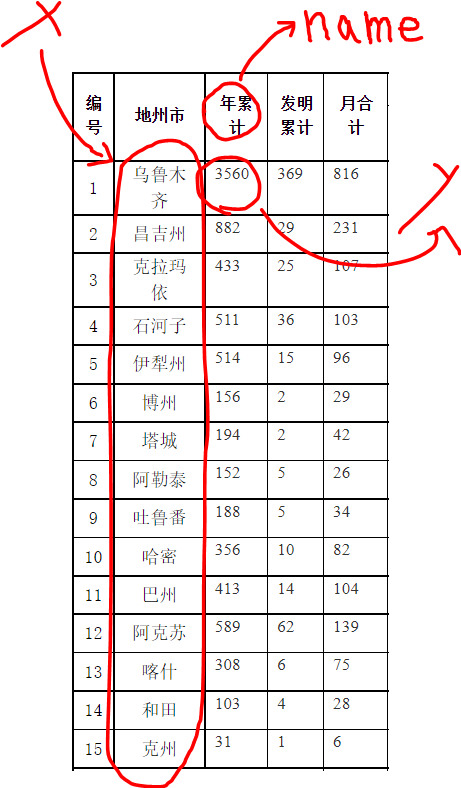 X
name
编号 地州市 年累计 发明累计 月合计
1 乌鲁木齐 3560 369 816
y
2 昌吉州 882 29 231
3 克拉玛依 433 25 107
4 石河子 511 36 103
5 伊犁州 514 15 96
6 博州 156 2 29
7 塔城 194 2 42
8 阿勒泰 152 5 26
9 吐鲁番 188 5 34
10 哈密 356 10 82
11 巴州 413 14 104
12 阿克苏 589 62 139
13 喀什 308 6 75
14 和田 103 4 28
15 克州 31 1 6